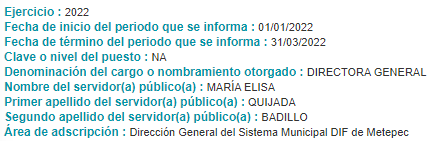 Ejercicio : 2022
Fecha de inicio del periodo que se informa : 01/01/2022
Fecha de término del periodo que se informa : 31/03/2022
Clave o nivel del puesto : NA
Denominación del cargo o nombramiento otorgado : DIRECTORA GENERAL
Nombre del servidor(a) público(a) : MARÍA ELISA
Primer apellido del servidor(a) público(a) : QUIJADA
Segundo apellido del servidor(a) público(a) : BADILLO
Área de adscripción : Dirección General del Sistema Municipal DIF de Metepec